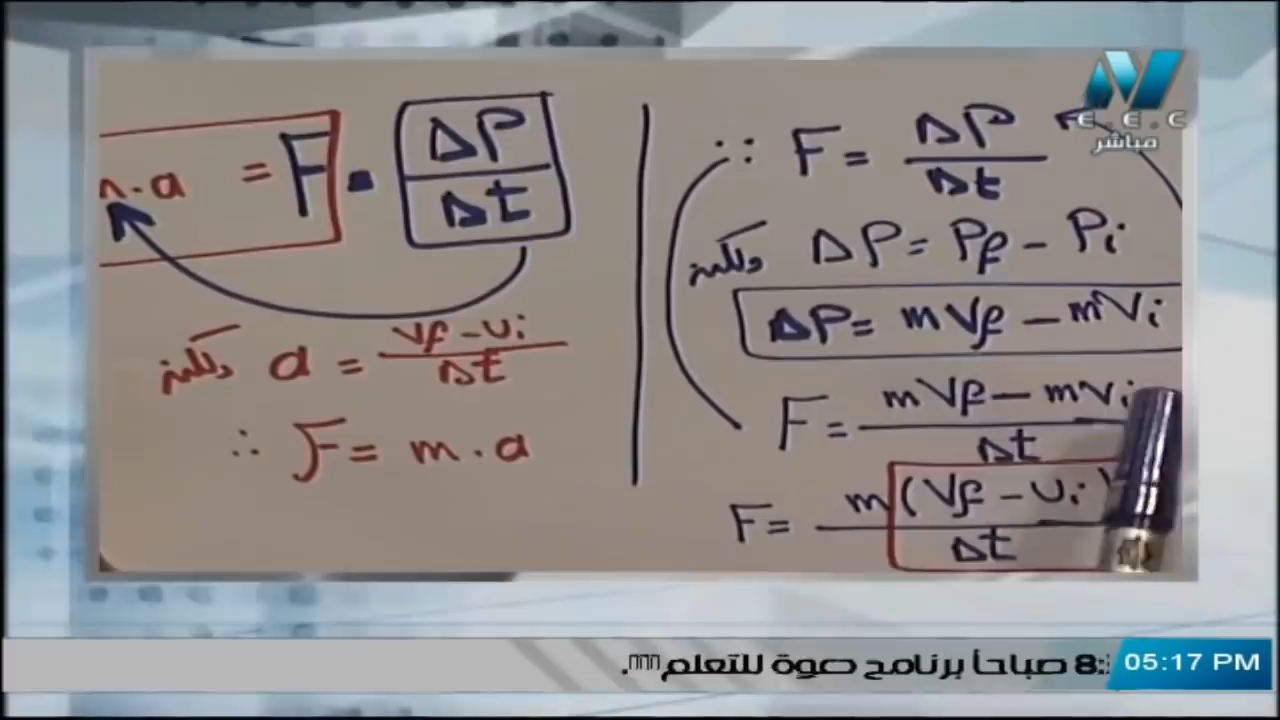 m.a = F = ΔP/Δt
ولكن a = Vf - Vi / Δt
∴ F = m.a
∵ F = ΔP/Δt
ولكن ΔP = Pf - Pi
ΔP = mVf - mVi
F = mVf - mVi / Δt
F = m(Vf - Vi) / Δt
E.E.C
مباشر
8: صباحاً برنامج صوة للتعلم
05:17 PM